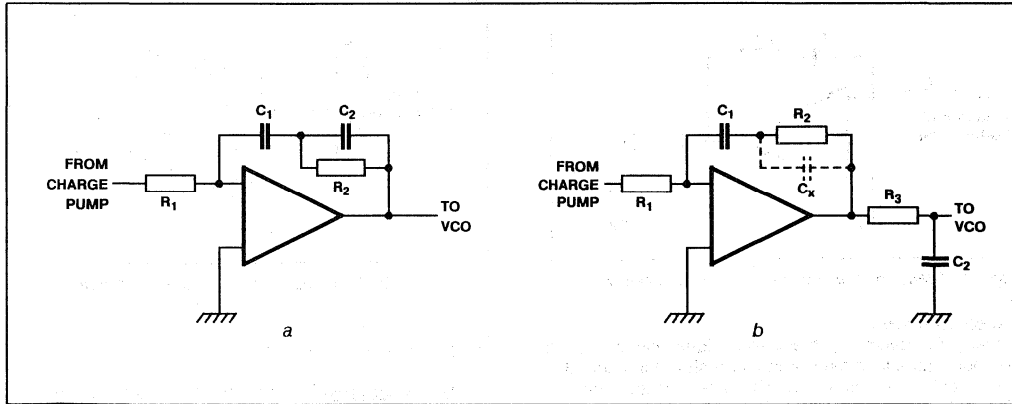 C1
C2
FROM
CHARGE
PUMP
R1
R2
TO
VCO
a
C1
R2
FROM
CHARGE
PUMP
R1
Cx
R3
TO
VCO
C2
b